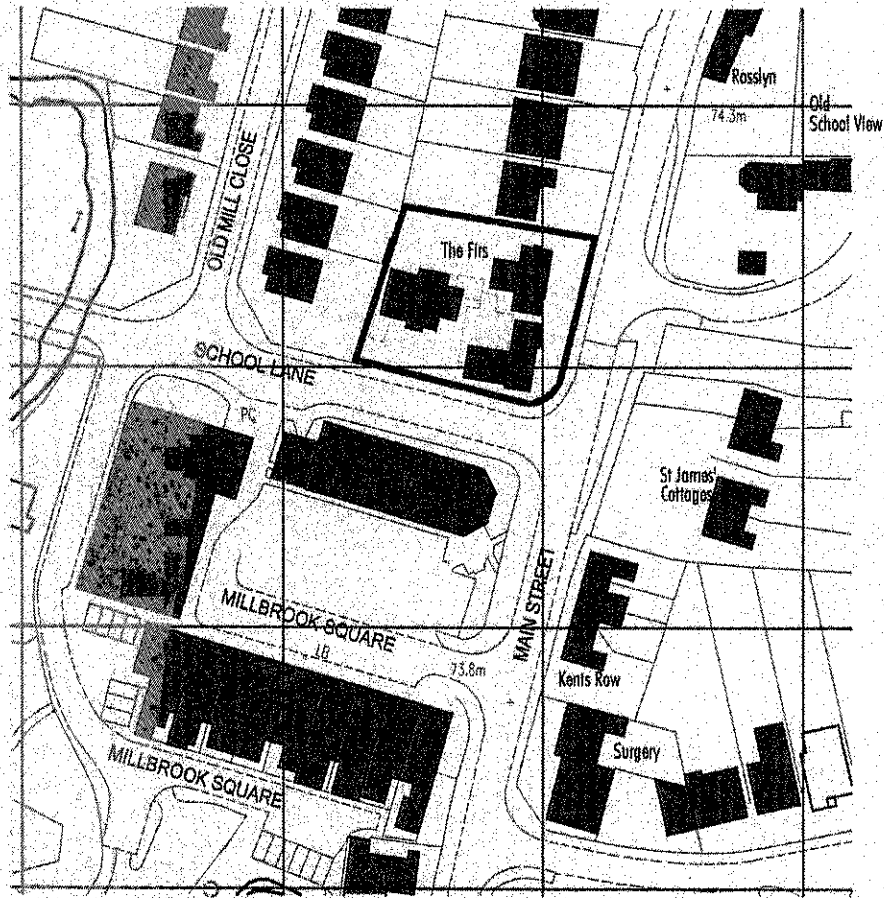 Rosslyn
74.3m
Old
School View
OLD MILL CLOSE
The Firs
SCHOOL LANE
PC
St James'
Cottages
MAIN STREET
MILLBROOK SQUARE
LB
73.8m
Kents Row
Surgery
MILLBROOK SQUARE